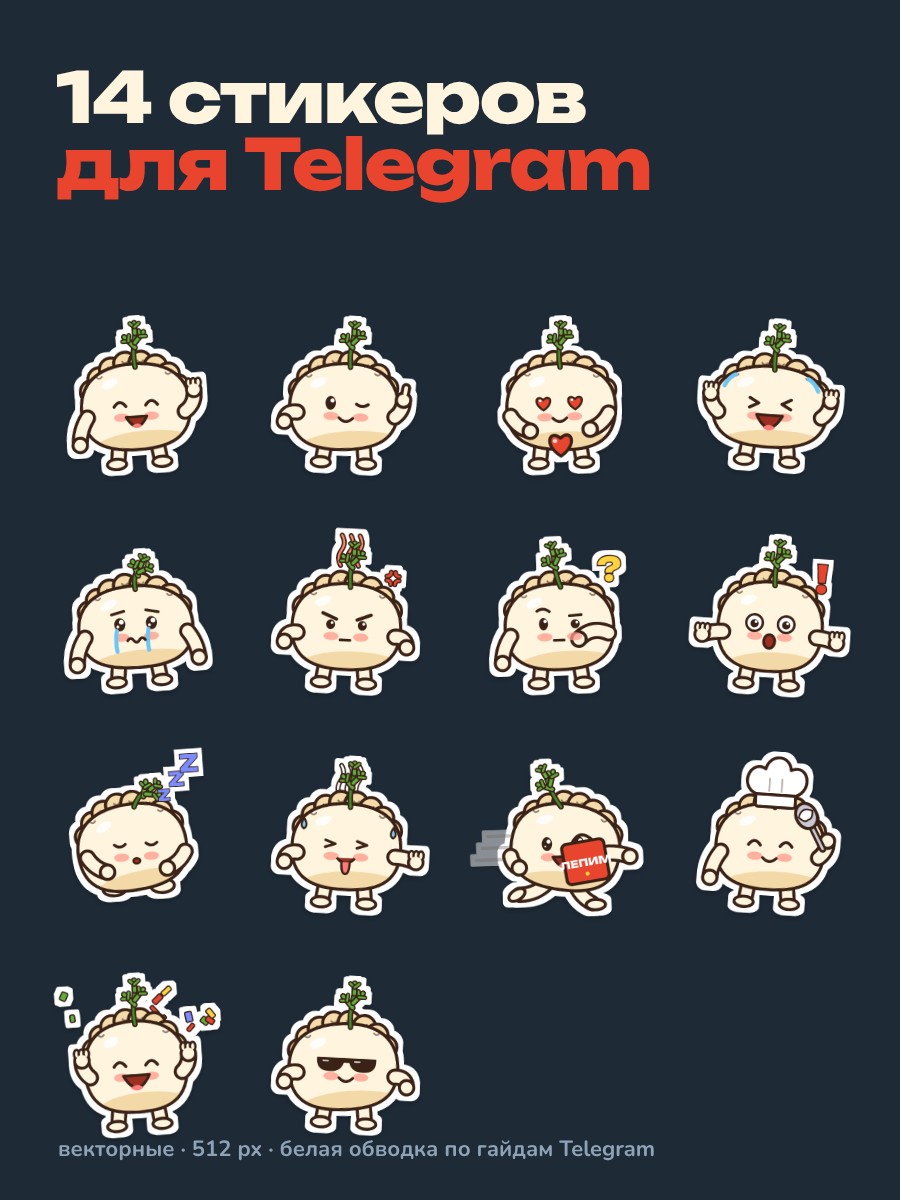 14 стикеров
для Telegram
?
!
z z Z
ЛЕПИМ
векторные · 512 px · белая обводка по гайдам Telegram